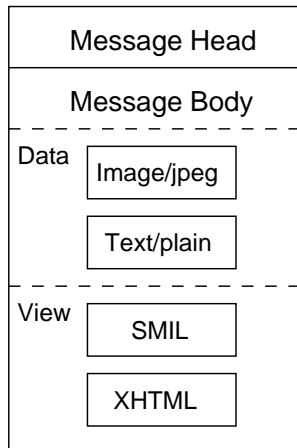 Message Head
Message Body
Data
Image/jpeg
Text/plain
View
SMIL
XHTML